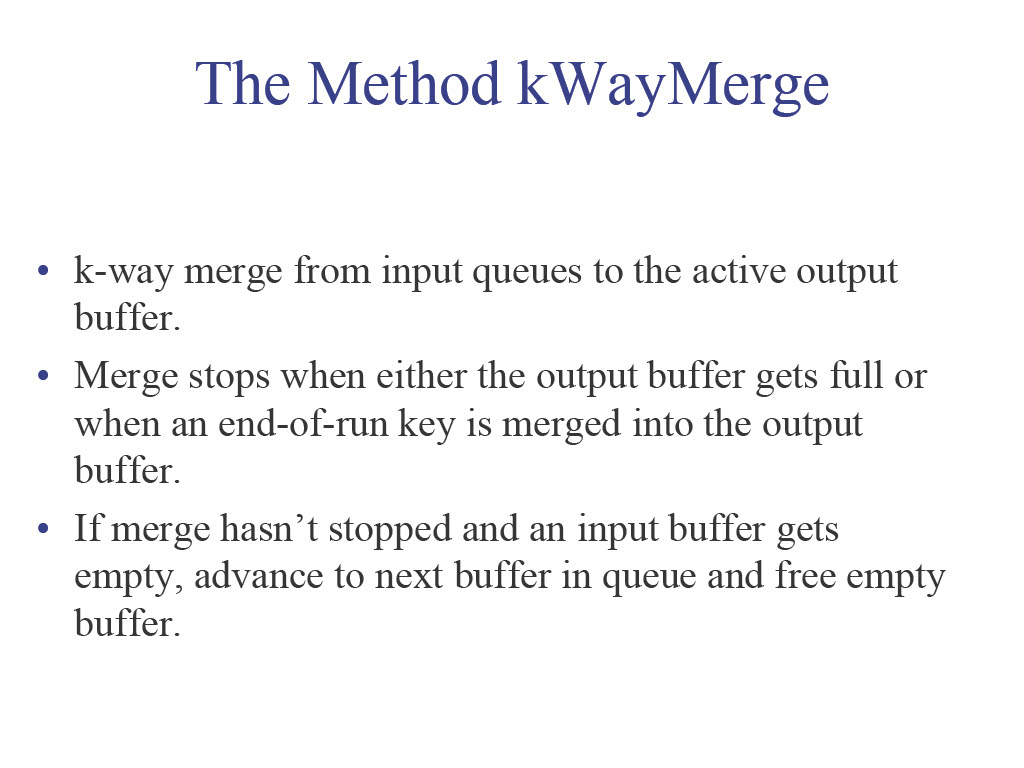 The Method kWayMerge
• k-way merge from input queues to the active output
buffer.
• Merge stops when either the output buffer gets full or
when an end-of-run key is merged into the output
buffer.
• If merge hasn’t stopped and an input buffer gets
empty, advance to next buffer in queue and free empty
buffer.